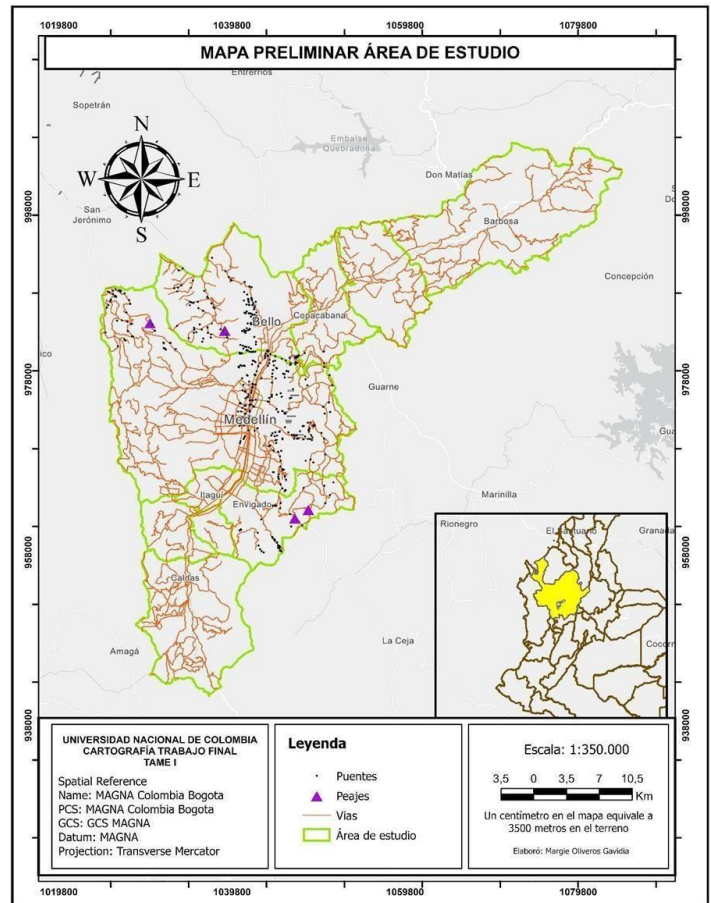 1019800 1039800 1059800 1079800
MAPA PRELIMINAR ÁREA DE ESTUDIO
Entrerríos
Sopetrán
Embalse
Quebradona
N
W E
S
Don Matías
San
Jerónimo
998000 998000
Barbosa
Concepción
Bello
Copacabana
978000 978000
Guarne
Medellín
Marinilla
Itagüí
Envigado
Rionegro
El Santuario
Granada
958000 958000
Caldas
La Ceja
Amagá
938000 938000
UNIVERSIDAD NACIONAL DE COLOMBIA
CARTOGRAFÍA TRABAJO FINAL
TAME I
Spatial Reference
Name: MAGNA Colombia Bogota
PCS: MAGNA Colombia Bogota
GCS: GCS MAGNA
Datum: MAGNA
Projection: Transverse Mercator
Leyenda
Puentes
Peajes
Vias
Área de estudio
Escala: 1:350.000
3,5 0 3,5 7 10,5
Km
Un centímetro en el mapa equivale a
3500 metros en el terreno
Elaboró: Margie Oliveros Gavidia
1019800 1039800 1059800 1079800